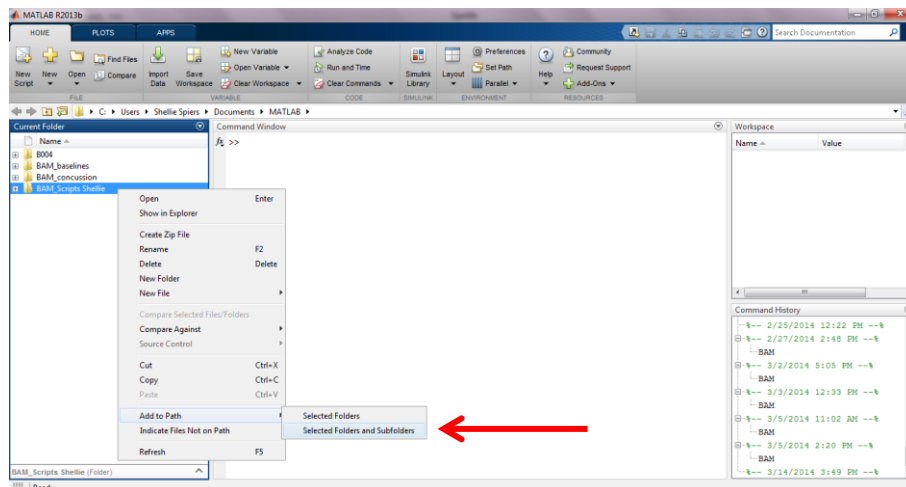 MATLAB R2013b
HOME PLOTS APPS Search Documentation
New Script New Open Find Files Compare Import Data Save Workspace New Variable Open Variable Clear Workspace Analyze Code Run and Time Clear Commands Simulink Library Layout Preferences Set Path Parallel Help Community Request Support Add-Ons
FILE VARIABLE CODE SIMULINK ENVIRONMENT RESOURCES
C: Users Shellie Spiers Documents MATLAB
Current Folder
Name
B004
BAM_baselines
BAM_concussion
BAM_Scripts Shellie
Command Window
fx >>
Workspace
Name Value
Open Enter
Show in Explorer
Create Zip File
Rename F2
Delete Delete
New Folder
New File
Compare Selected Files/Folders
Compare Against
Source Control
Cut Ctrl+X
Copy Ctrl+C
Paste Ctrl+V
Add to Path
Indicate Files Not on Path
Refresh F5
Selected Folders
Selected Folders and Subfolders
Command History
%-- 2/25/2014 12:22 PM --%
%-- 2/27/2014 2:48 PM --%
BAM
%-- 3/2/2014 5:05 PM --%
BAM
%-- 3/3/2014 12:33 PM --%
BAM
%-- 3/5/2014 11:02 AM --%
BAM
%-- 3/5/2014 2:20 PM --%
BAM
%-- 3/14/2014 3:49 PM --%
BAM_Scripts Shellie (Folder)